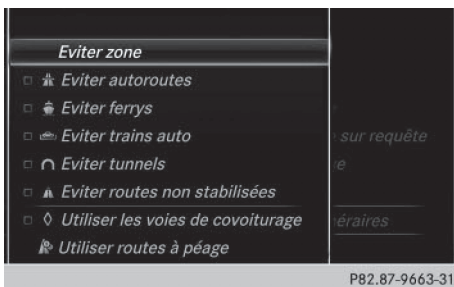 Eviter zone
Eviter autoroutes
Eviter ferrys
Eviter trains auto
sur requête
Eviter tunnels
e
Eviter routes non stabilisées
Utiliser les voies de covoiturage
éraires
Utiliser routes à péage
P82.87-9663-31